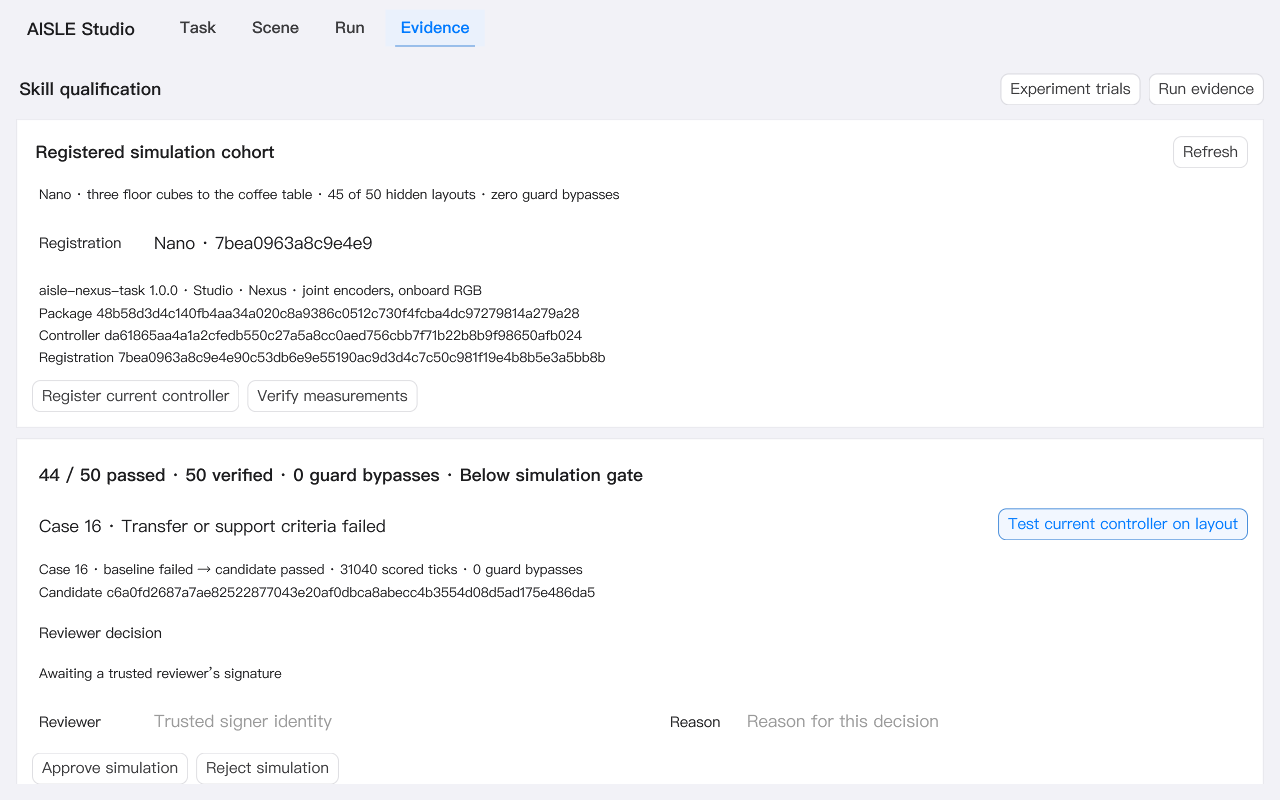 AISLE Studio Task Scene Run Evidence
Skill qualification Experiment trials Run evidence
Registered simulation cohort Refresh
Nano · three floor cubes to the coffee table · 45 of 50 hidden layouts · zero guard bypasses
Registration Nano · 7bea0963a8c9e4e9
aisle-nexus-task 1.0.0 · Studio · Nexus · joint encoders, onboard RGB
Package 48b58d3d4c140fb4aa34a020c8a9386c0512c730f4fcba4dc97279814a279a28
Controller da61865aa4a1a2cfedb550c27a5a8cc0aed756cbb7f71b22b8b9f98650afb024
Registration 7bea0963a8c9e4e90c53db6e9e55190ac9d3d4c7c50c981f19e4b8b5e3a5bb8b
Register current controller Verify measurements
44 / 50 passed · 50 verified · 0 guard bypasses · Below simulation gate
Case 16 · Transfer or support criteria failed Test current controller on layout
Case 16 · baseline failed → candidate passed · 31040 scored ticks · 0 guard bypasses
Candidate c6a0fd2687a7ae82522877043e20af0dbca8abecc4b3554d08d5ad175e486da5
Reviewer decision
Awaiting a trusted reviewer's signature
Reviewer Trusted signer identity Reason Reason for this decision
Approve simulation Reject simulation